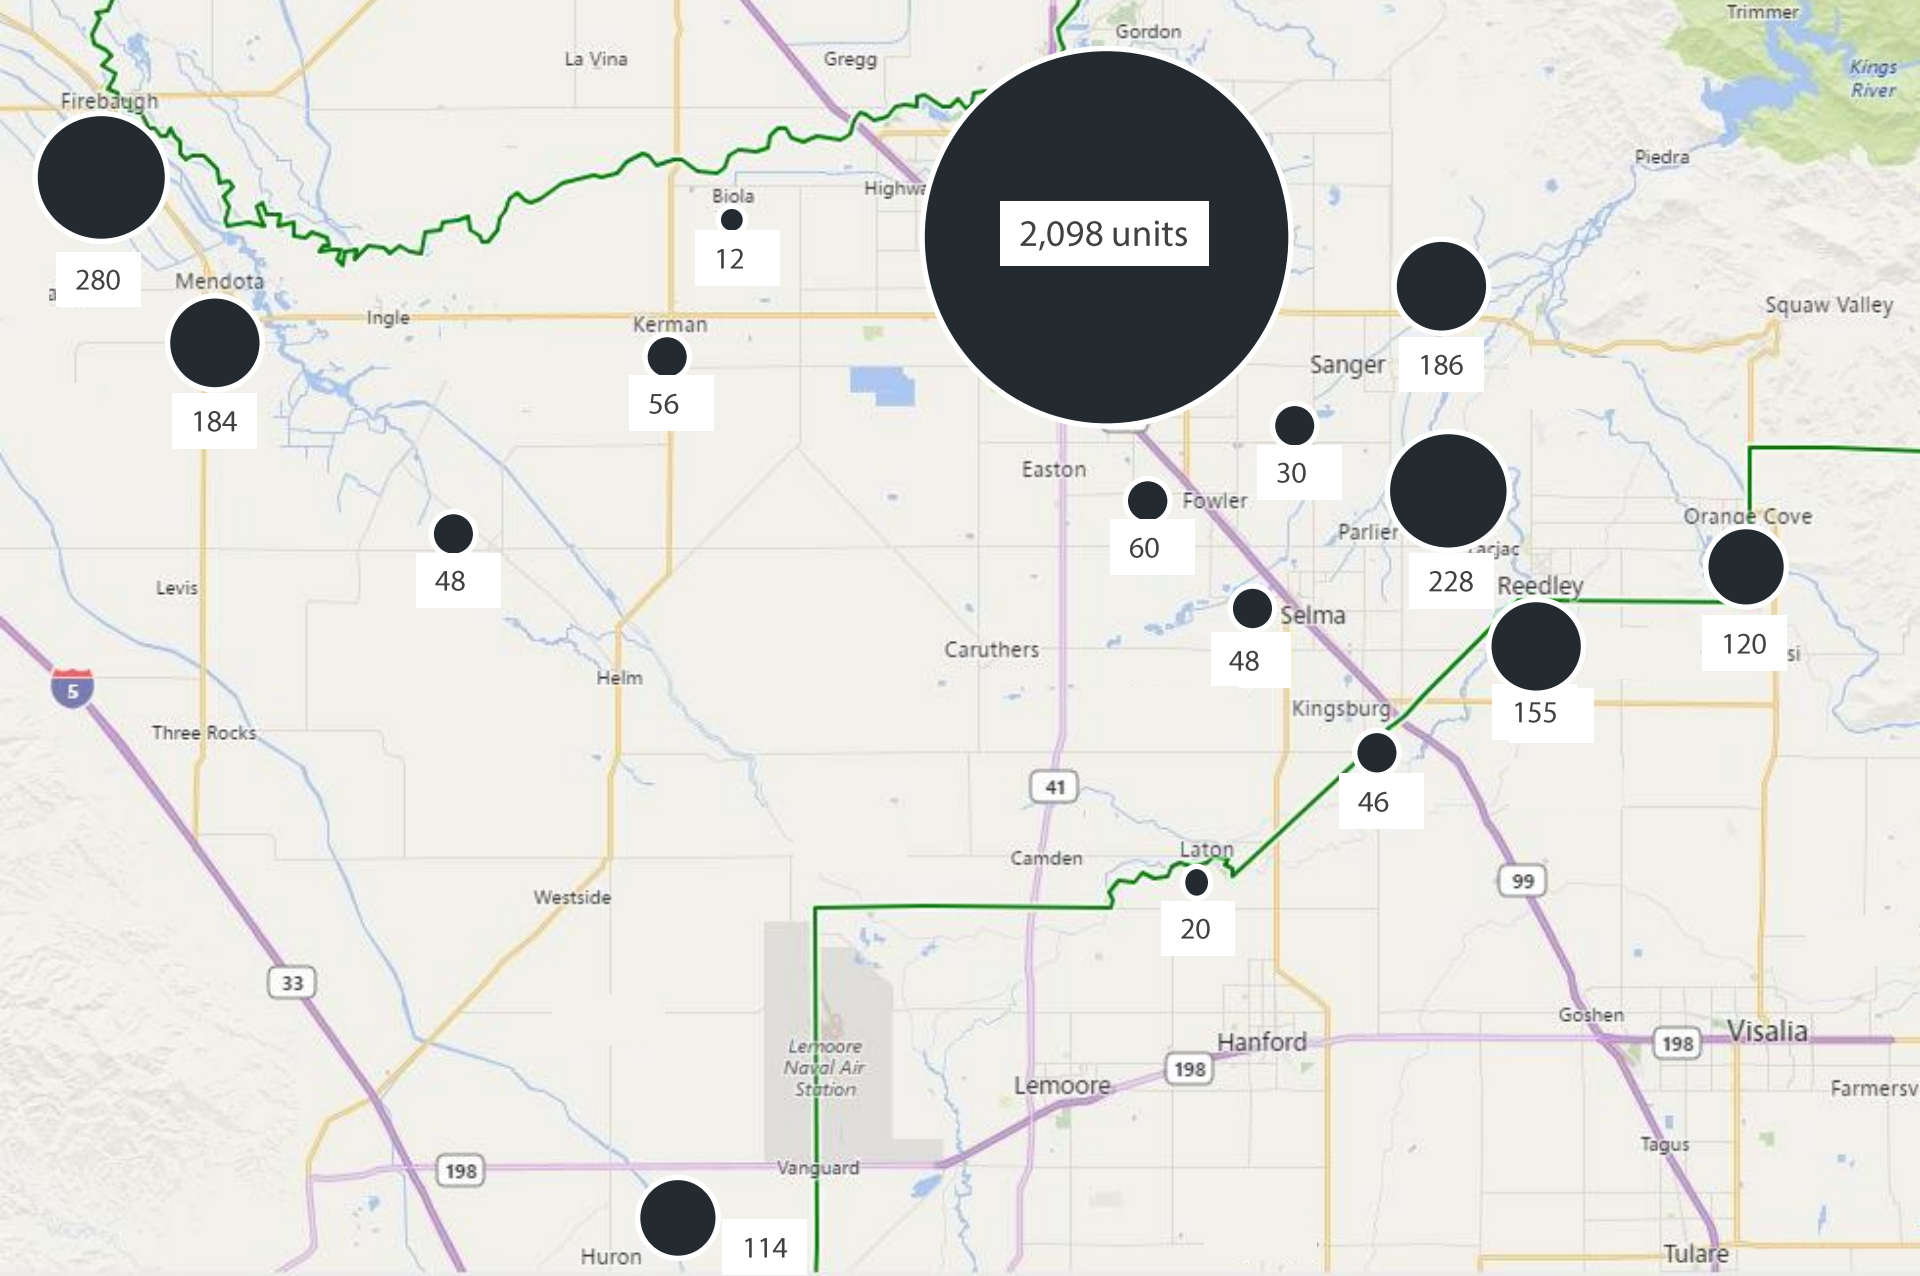 Trimmer
Gordon
La Vina
Gregg
Kings
River
Firebaugh
Piedra
Biola
2,098 units
12
280
Mendota
Ingle
Kerman
Squaw Valley
Sanger
186
184
56
Easton
30
Fowler
60
Parlier
Orange Cove
48
228
Levis
Reedley
Selma
Caruthers
48
120
Helm
5
Kingsburg
155
Three Rocks
41
46
Laton
Camden
99
Westside
20
33
Goshen
Visalia
Hanford
198
Lemoore
Naval Air
Station
198
Lemoore
Farmersv
Tagus
Vanguard
198
Huron
114
Tulare